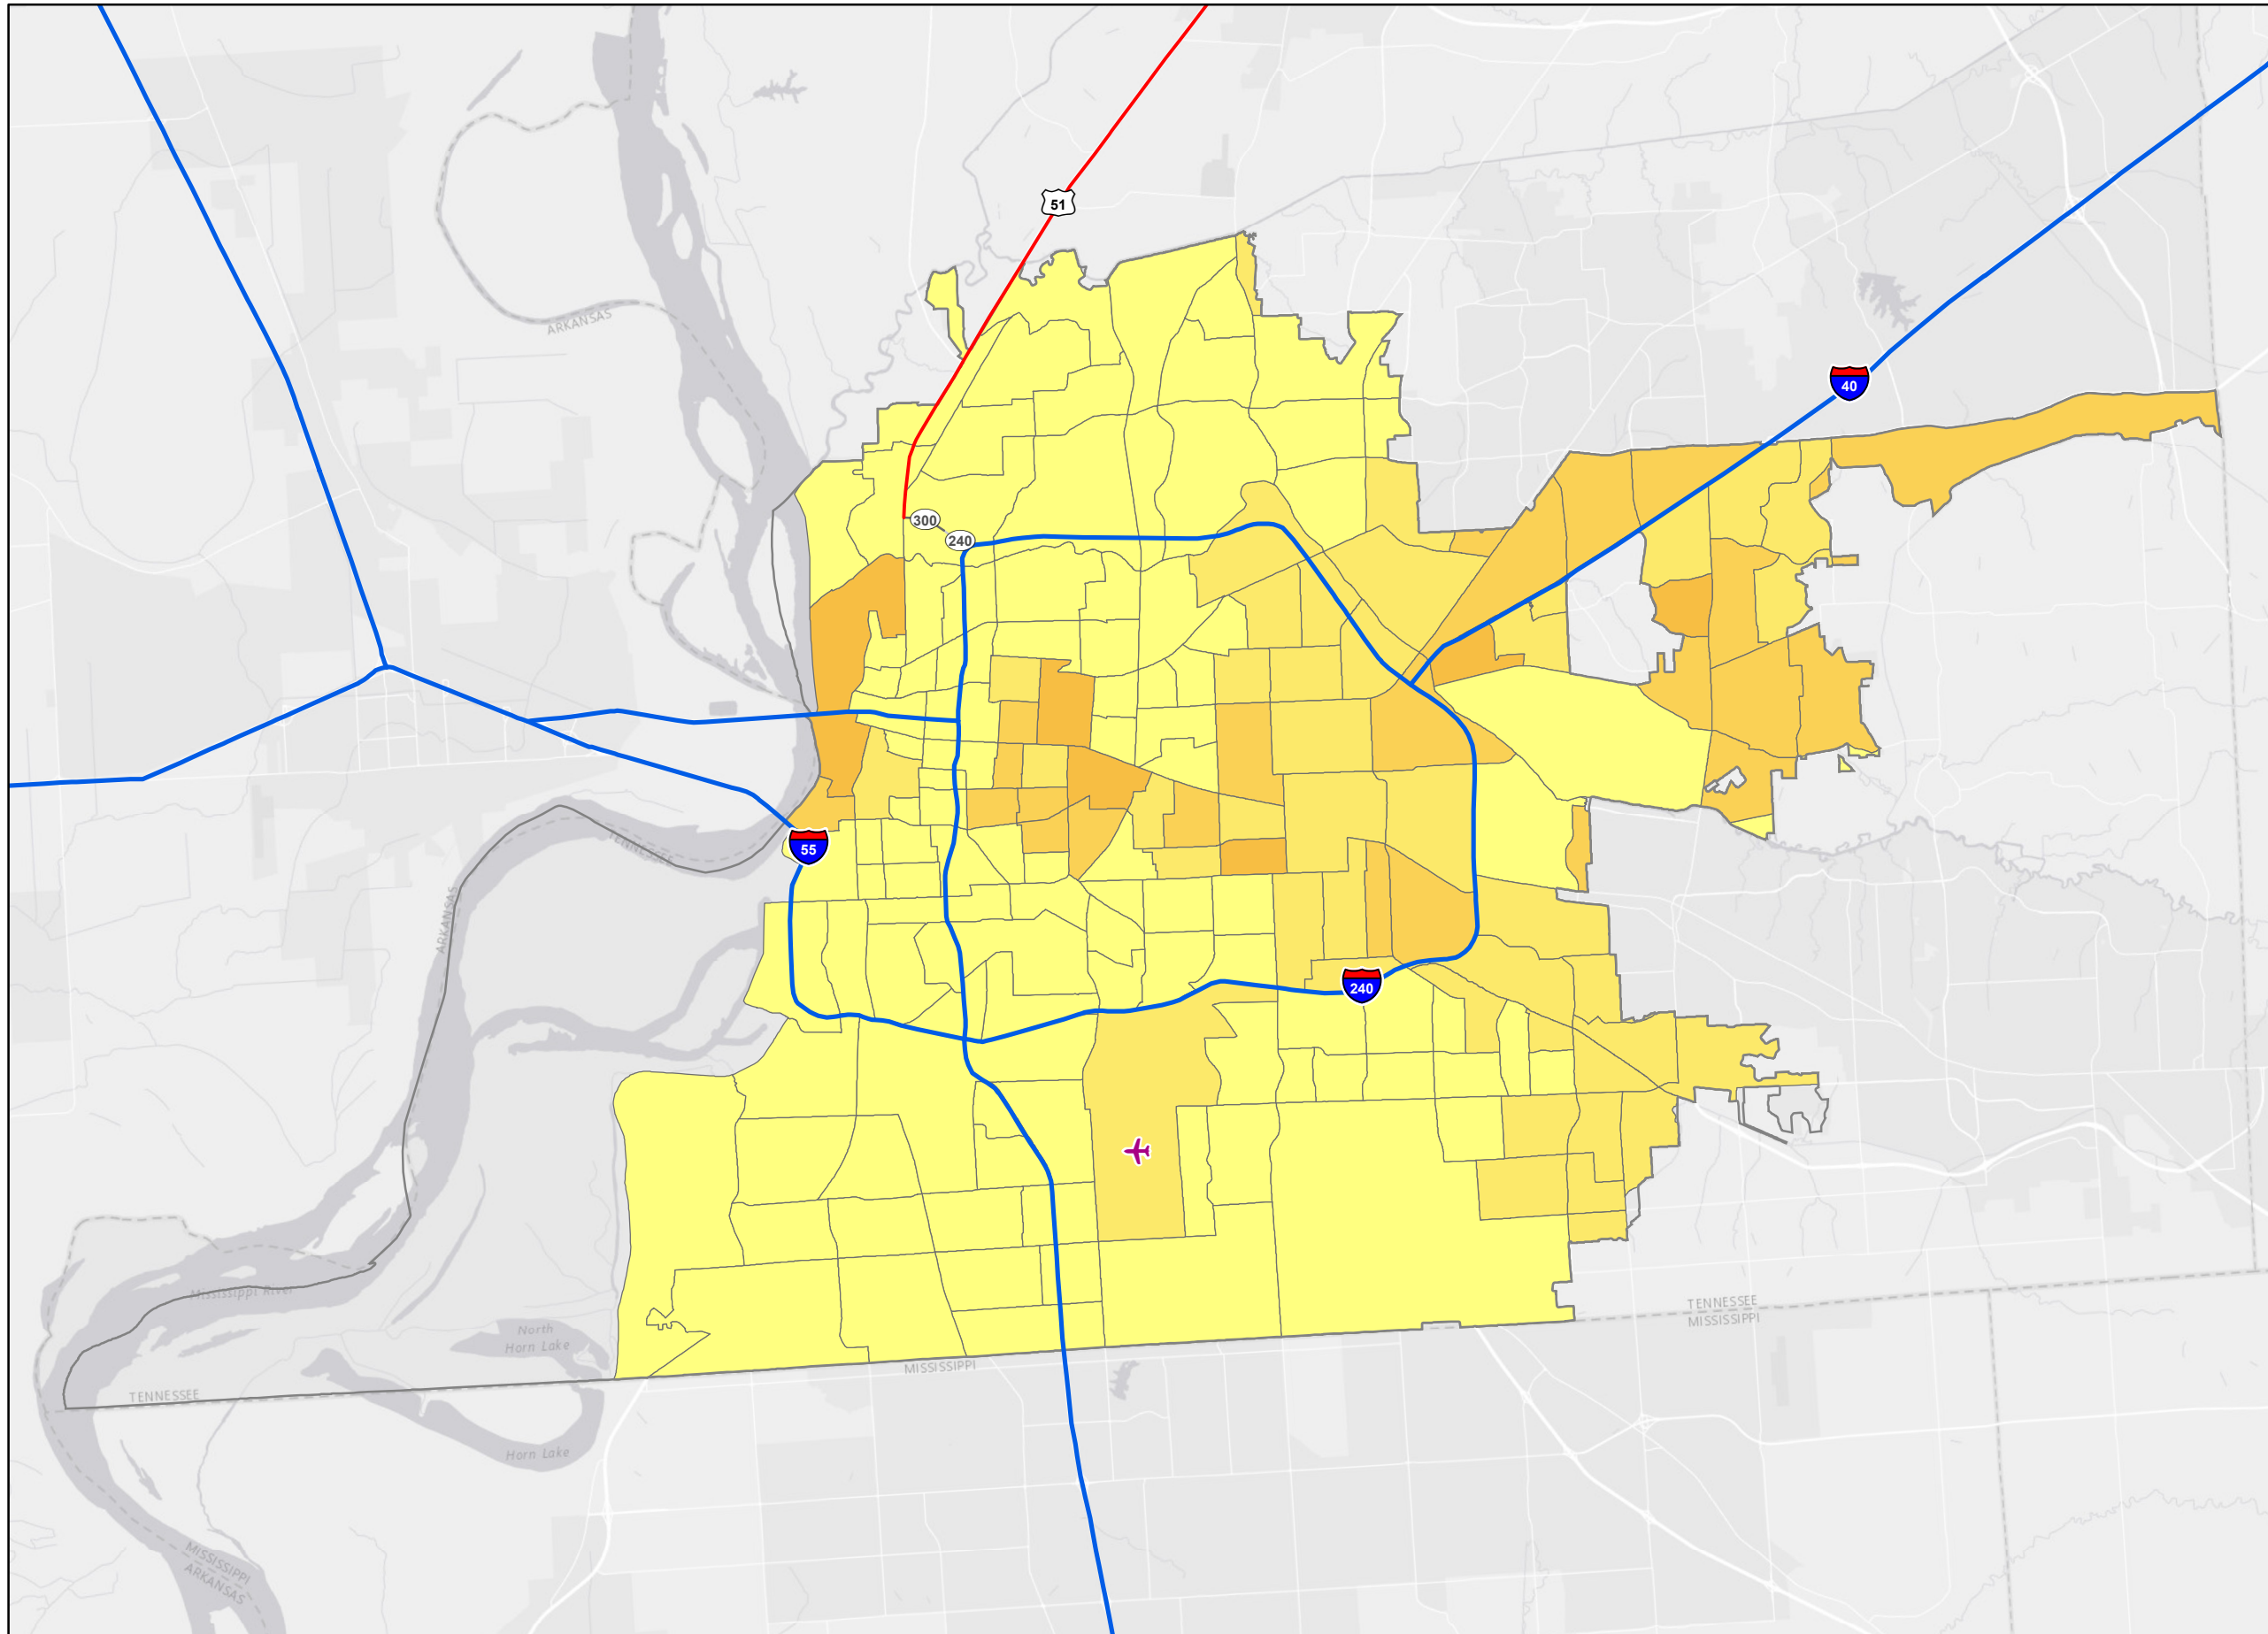 51
ARKANSAS
40
300
240
55
TENNESSEE
ARKANSAS
240
Mississippi River
TENNESSEE
MISSISSIPPI
North
Horn Lake
MISSISSIPPI
TENNESSEE
Horn Lake
MISSISSIPPI
ARKANSAS